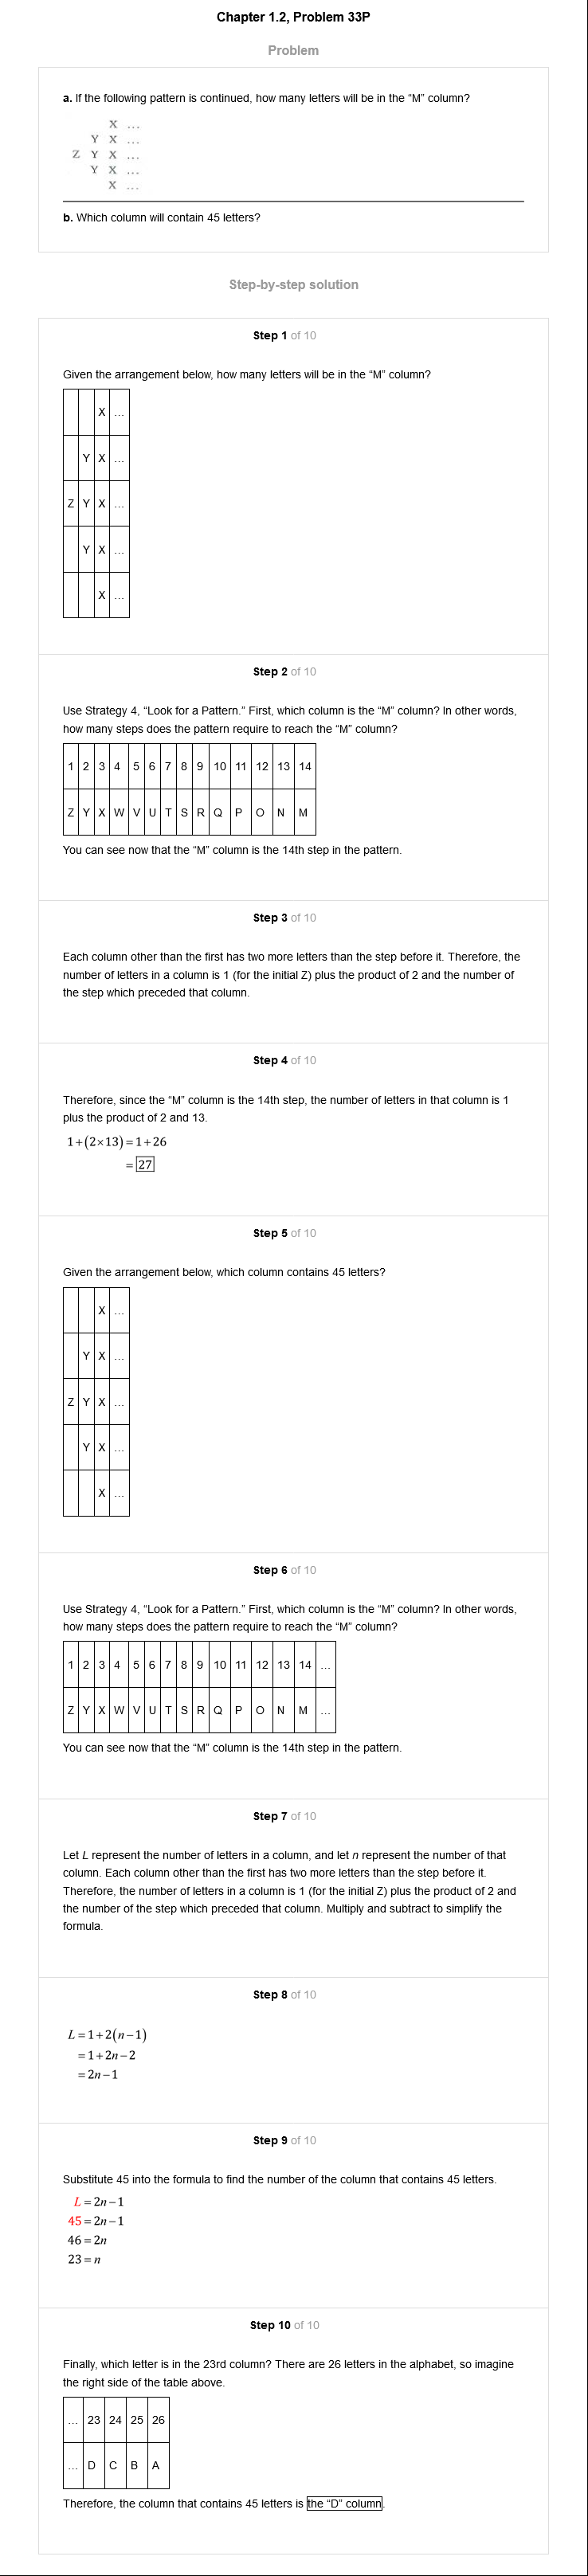 Chapter 1.2, Problem 33P
Problem
a. If the following pattern is continued, how many letters will be in the “M” column?
X ...
Y X ...
Z Y X ...
Y X ...
X ...
b. Which column will contain 45 letters?
Step-by-step solution
Step 1 of 10
Given the arrangement below, how many letters will be in the “M” column?
X ...
Y X ...
Z Y X ...
Y X ...
X ...
Step 2 of 10
Use Strategy 4, “Look for a Pattern.” First, which column is the “M” column? In other words,
how many steps does the pattern require to reach the “M” column?
1 2 3 4 5 6 7 8 9 10 11 12 13 14
Z Y X W V U T S R Q P O N M
You can see now that the “M” column is the 14th step in the pattern.
Step 3 of 10
Each column other than the first has two more letters than the step before it. Therefore, the
number of letters in a column is 1 (for the initial Z) plus the product of 2 and the number of
the step which preceded that column.
Step 4 of 10
Therefore, since the “M” column is the 14th step, the number of letters in that column is 1
plus the product of 2 and 13.
1+(2×13)=1+26
=27
Step 5 of 10
Given the arrangement below, which column contains 45 letters?
X ...
Y X ...
Z Y X ...
Y X ...
X ...
Step 6 of 10
Use Strategy 4, “Look for a Pattern.” First, which column is the “M” column? In other words,
how many steps does the pattern require to reach the “M” column?
1 2 3 4 5 6 7 8 9 10 11 12 13 14 ...
Z Y X W V U T S R Q P O N M ...
You can see now that the “M” column is the 14th step in the pattern.
Step 7 of 10
Let L represent the number of letters in a column, and let n represent the number of that
column. Each column other than the first has two more letters than the step before it.
Therefore, the number of letters in a column is 1 (for the initial Z) plus the product of 2 and
the number of the step which preceded that column. Multiply and subtract to simplify the
formula.
Step 8 of 10
L=1+2(n−1)
=1+2n−2
=2n−1
Step 9 of 10
Substitute 45 into the formula to find the number of the column that contains 45 letters.
L=2n−1
45=2n−1
46=2n
23=n
Step 10 of 10
Finally, which letter is in the 23rd column? There are 26 letters in the alphabet, so imagine
the right side of the table above.
... 23 24 25 26
... D C B A
Therefore, the column that contains 45 letters is the “D” column.